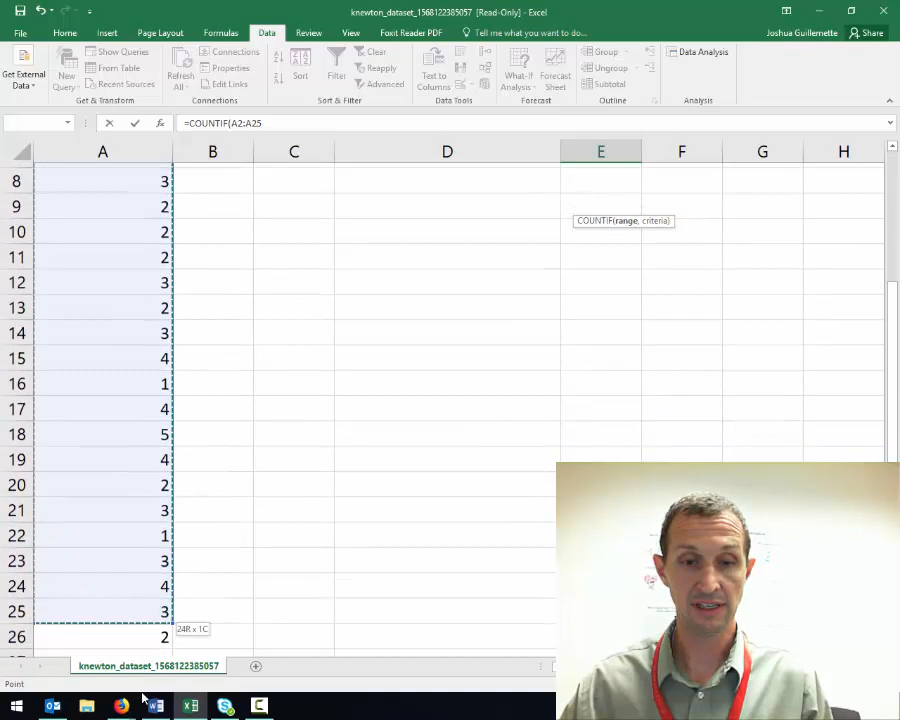 knewton_dataset_1568122385057 [Read-Only] - Excel
File Home Insert Page Layout Formulas Data Review View Foxit Reader PDF Tell me what you want to do... Joshua Guillemette Share
Get External Data
New Query
Show Queries
From Table
Recent Sources
Get & Transform
Refresh All
Connections
Properties
Edit Links
Connections
Sort
Filter
Clear
Reapply
Advanced
Sort & Filter
Text to Columns
Data Tools
What-If Analysis
Forecast Sheet
Forecast
Group
Ungroup
Subtotal
Outline
Data Analysis
Analysis
fx =COUNTIF(A2:A25
A B C D E F G H
8 3
9 2
COUNTIF(range, criteria)
10 2
11 2
12 3
13 2
14 3
15 4
16 1
17 4
18 5
19 4
20 2
21 3
22 1
23 3
24 4
25 3
24R x 1C
26 2
knewton_dataset_1568122385057
Point